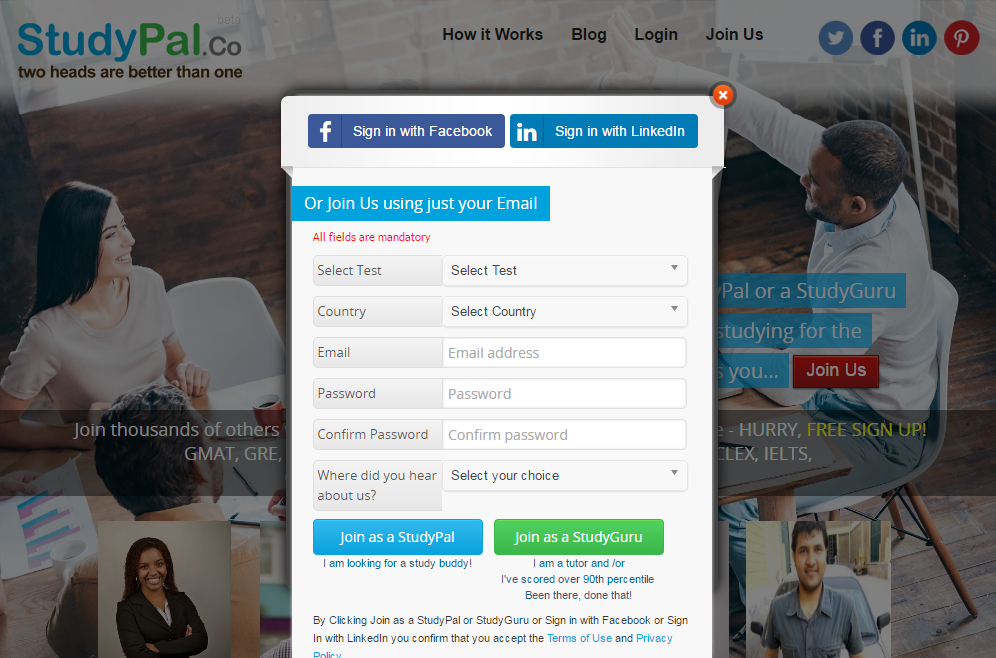 beta
StudyPal.Co
two heads are better than one
How it Works Blog Login Join Us
Sign in with Facebook Sign in with LinkedIn
Or Join Us using just your Email
All fields are mandatory
Select Test Select Test
Country Select Country
Email Email address
Password Password
Confirm Password Confirm password
Where did you hear about us? Select your choice
Pal or a StudyGuru
studying for the
s you... Join Us
Join thousands of others e - HURRY, FREE SIGN UP!
GMAT, GRE, CLEX, IELTS,
Join as a StudyPal Join as a StudyGuru
I am looking for a study buddy! I am a tutor and /or
I've scored over 90th percentile
Been there, done that!
By Clicking Join as a StudyPal or StudyGuru or Sign in with Facebook or Sign
In with LinkedIn you confirm that you accept the Terms of Use and Privacy
Policy